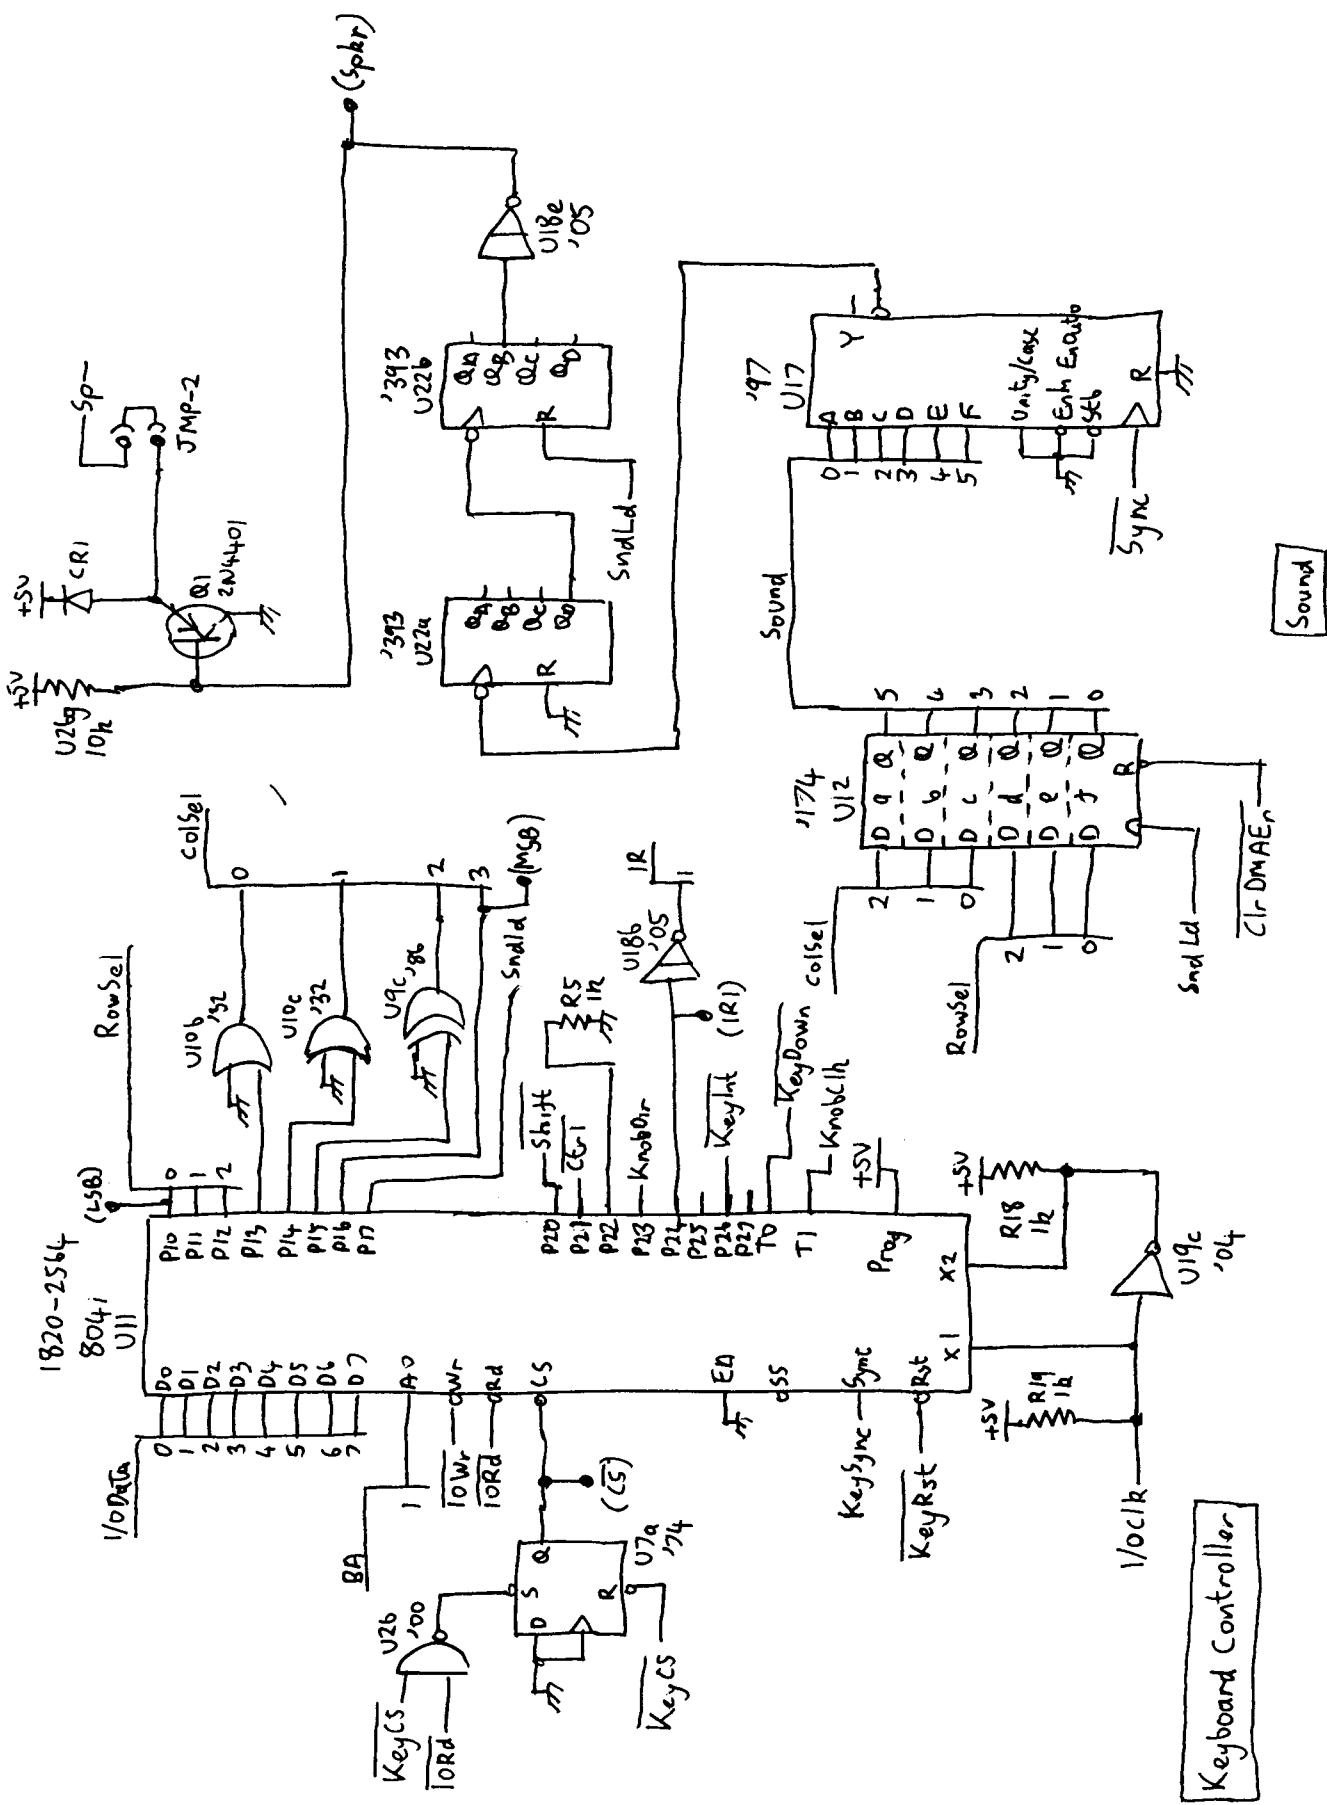 Keyboard Controller
Sound
1820-2564
8041
U11
I/OData
0
1
2
3
4
5
6
7
D0
D1
D2
D3
D4
D5
D6
D7
BA
1
A0
IOWr
Wr
IORd
Rd
CS
(CS)
KeyCS
IORd
U2b
'00
D
S
Q
R
U7a
'74
KeyCS
EA
SS
KeySync
Sync
KeyRst
Rst
X1
X2
I/OClk
+5V
R19
1k
U19c
'04
+5V
R18
1k
(LSB)
RowSel
0
1
2
P10
P11
P12
P13
P14
P15
P16
P17
U10b
'32
U10c
'32
U9c
'86
ColSel
0
1
2
3
(MSB)
Sndld
Shift
Ctrl
R5
1k
KnobDir
P20
P21
P22
P23
P24
P25
P26
P27
T0
T1
Prog
U18b
'05
IR
1
(IR1)
KeyInt
KeyDown
KnobClk
+5V
+5V
U26g
10k
+5V
CR1
Q1
2N4401
Sp-
JMP-2
(Spkr)
U18e
'05
'393
U22a
QA
QB
QC
QD
R
'393
U22b
QA
QB
QC
QD
R
SndLd
'97
U17
0
1
2
3
4
5
A
B
C
D
E
F
Y
Unity/Casc
EnIn
EnOut
Stb
R
Sync
Sound
'174
U12
D a Q
D b Q
D c Q
D d Q
D e Q
D f Q
R
5
4
3
2
1
0
ColSel
2
1
0
RowSel
2
1
0
SndLd
ClrDMAEn